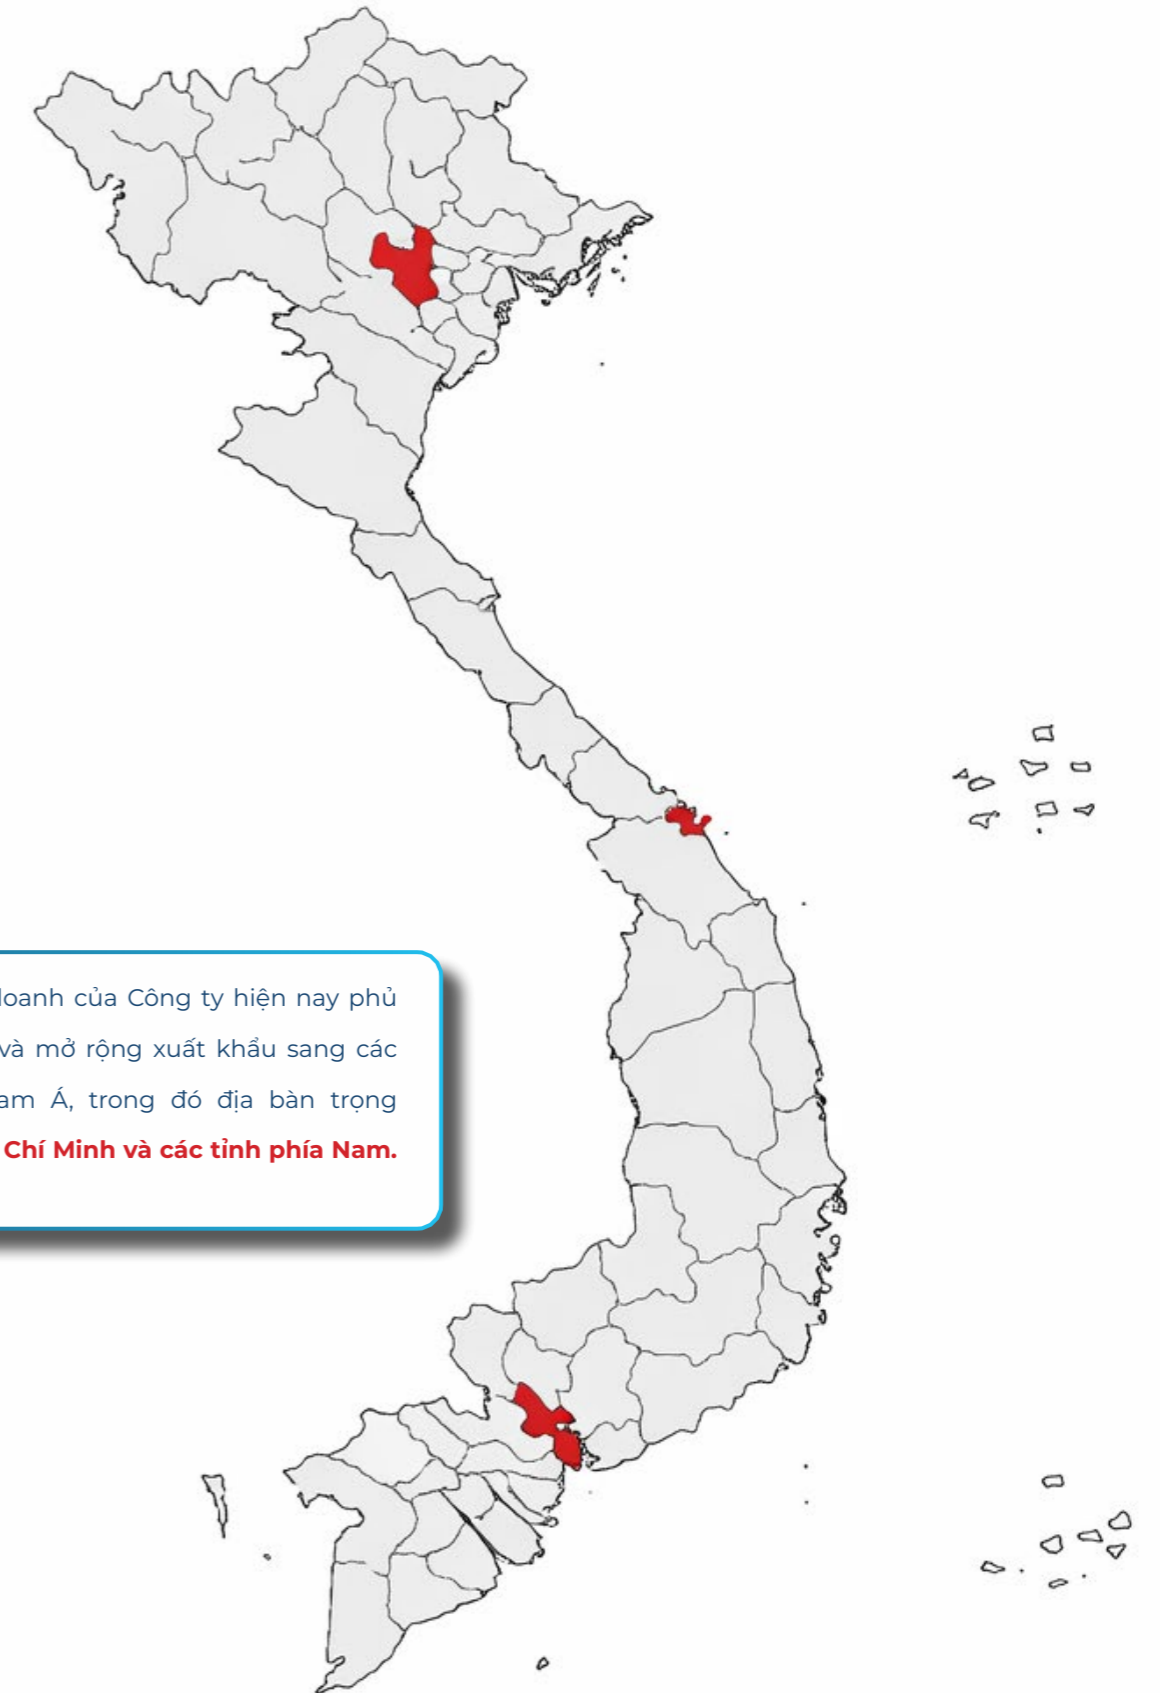 doanh của Công ty hiện nay phủ
và mở rộng xuất khẩu sang các
am Á, trong đó địa bàn trọng
Chí Minh và các tỉnh phía Nam.